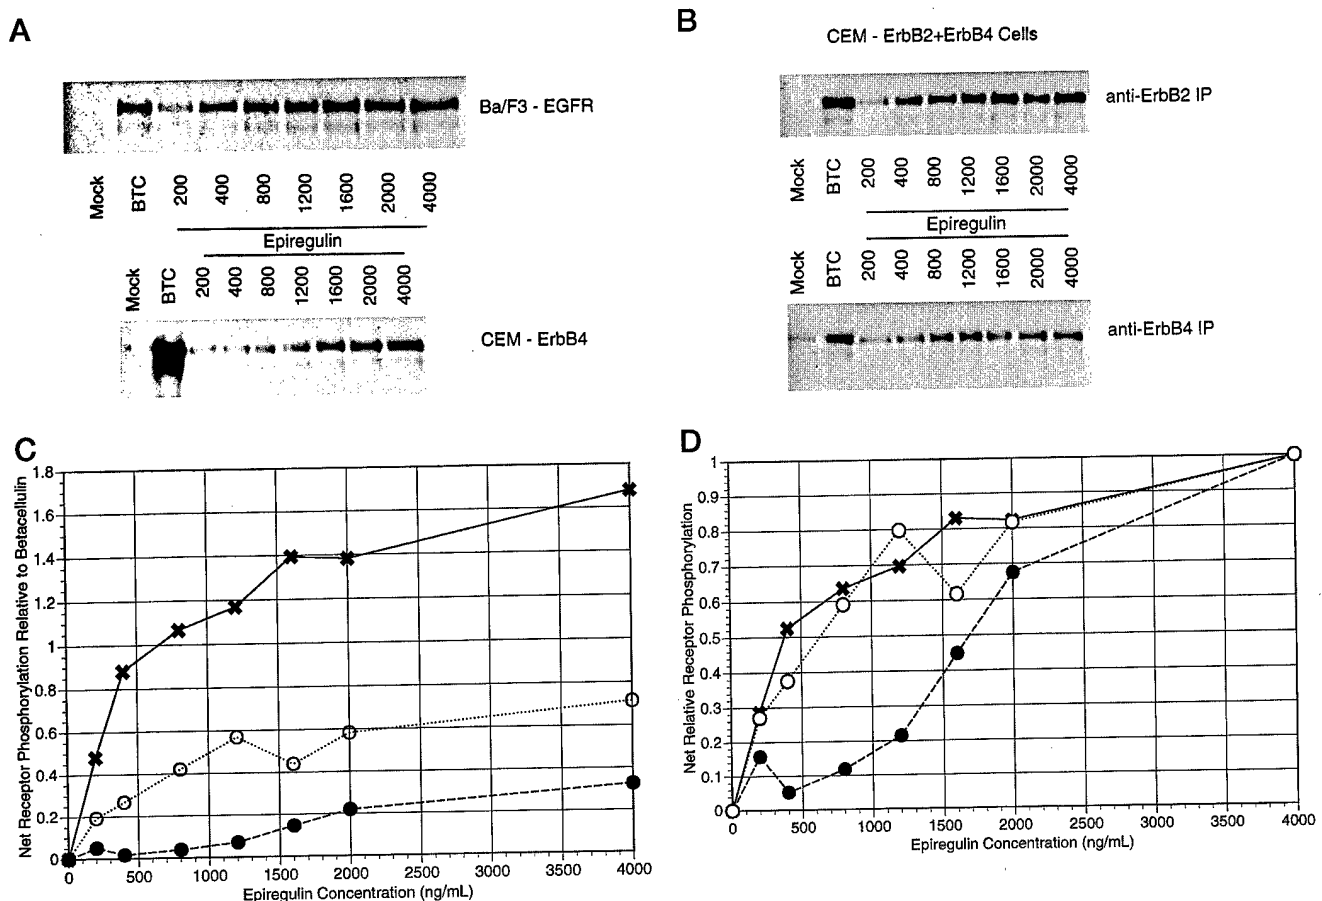 A
B
CEM - ErbB2+ErbB4 Cells
Ba/F3 - EGFR
anti-ErbB2 IP
Mock BTC 200 400 800 1200 1600 2000 4000
Epiregulin
Mock BTC 200 400 800 1200 1600 2000 4000
CEM - ErbB4
Mock BTC 200 400 800 1200 1600 2000 4000
Epiregulin
Mock BTC 200 400 800 1200 1600 2000 4000
anti-ErbB4 IP
C
Net Receptor Phosphorylation Relative to Betacellulin
1.8
1.6
1.4
1.2
1
0.8
0.6
0.4
0.2
0
0 500 1000 1500 2000 2500 3000 3500 4000
Epiregulin Concentration (ng/mL)
D
Net Relative Receptor Phosphorylation
1
0.9
0.8
0.7
0.6
0.5
0.4
0.3
0.2
0.1
0
0 500 1000 1500 2000 2500 3000 3500 4000
Epiregulin Concentration (ng/mL)